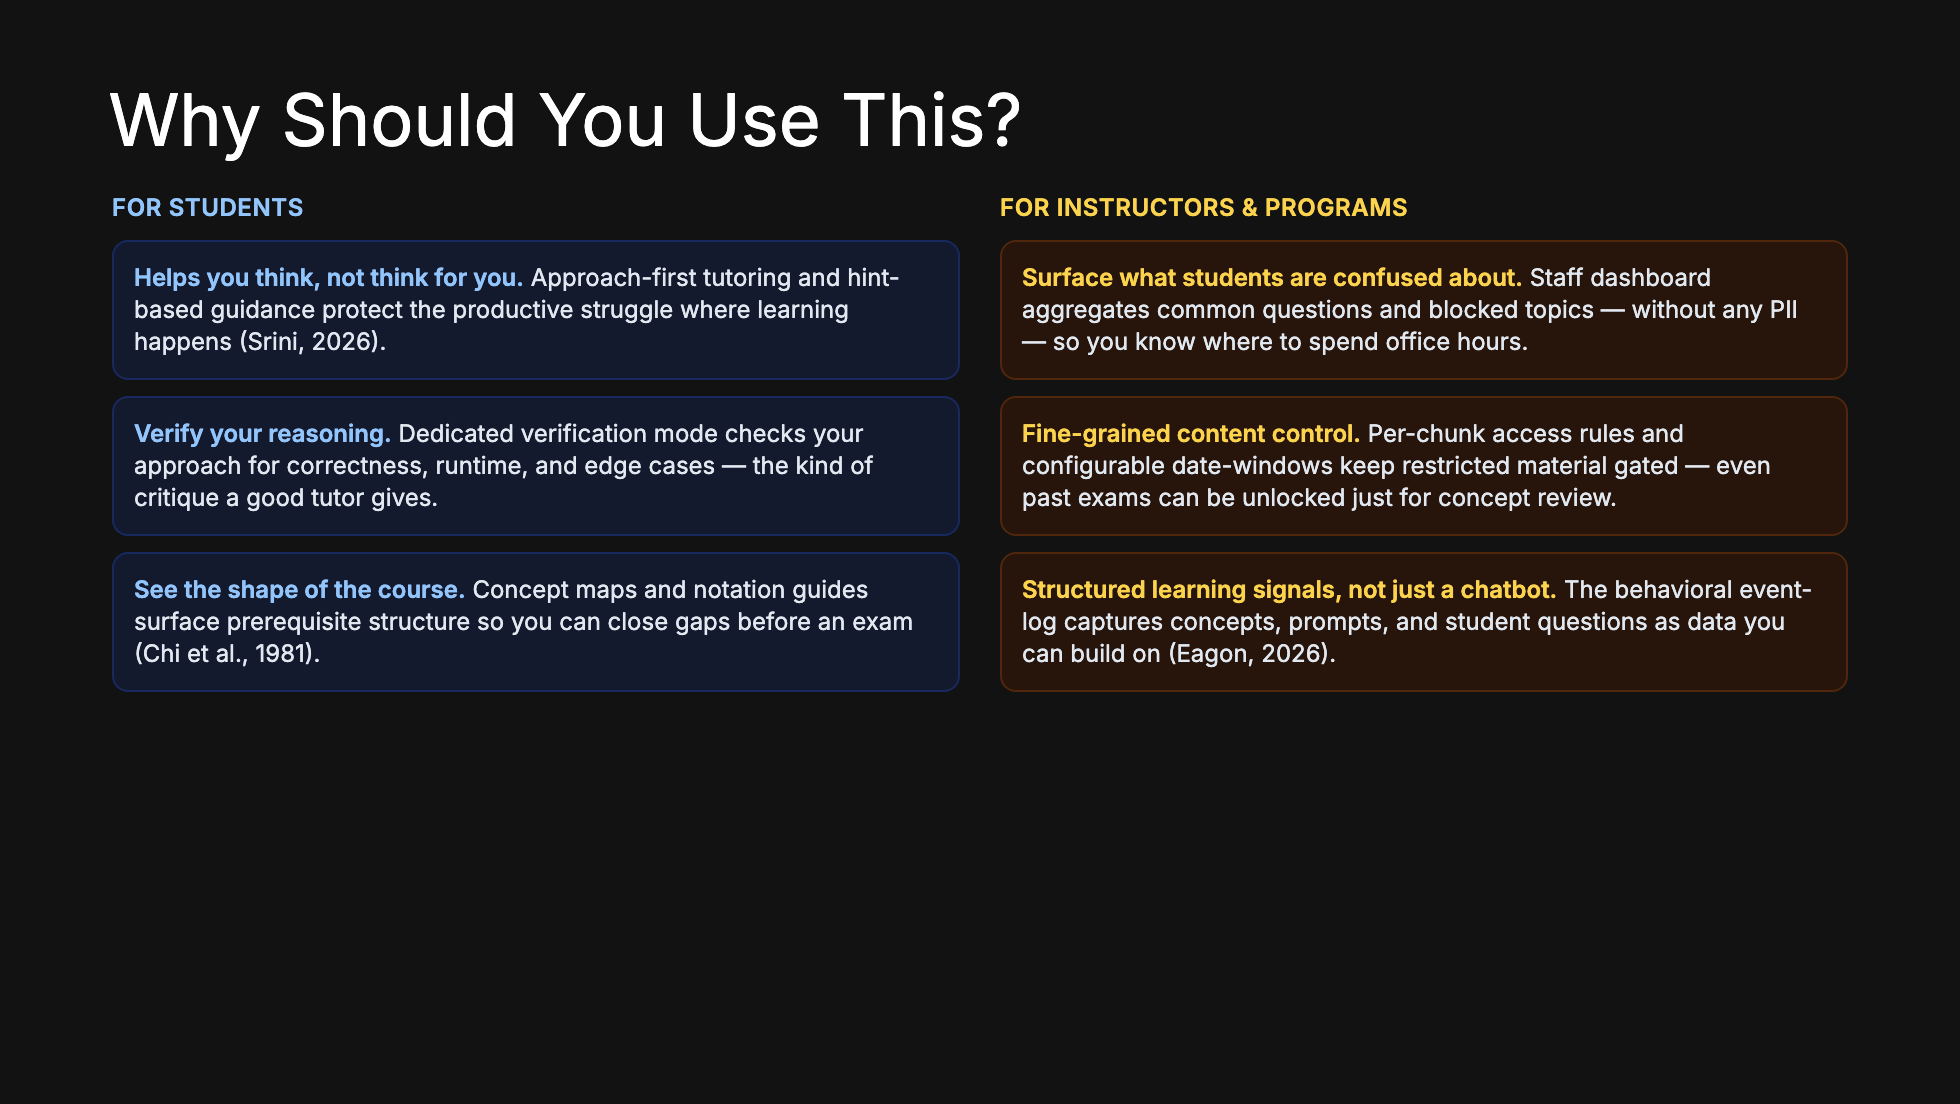 Why Should You Use This?
FOR STUDENTS
Helps you think, not think for you. Approach-first tutoring and hint-
based guidance protect the productive struggle where learning
happens (Srini, 2026).
Verify your reasoning. Dedicated verification mode checks your
approach for correctness, runtime, and edge cases — the kind of
critique a good tutor gives.
See the shape of the course. Concept maps and notation guides
surface prerequisite structure so you can close gaps before an exam
(Chi et al., 1981).
FOR INSTRUCTORS & PROGRAMS
Surface what students are confused about. Staff dashboard
aggregates common questions and blocked topics — without any PII
— so you know where to spend office hours.
Fine-grained content control. Per-chunk access rules and
configurable date-windows keep restricted material gated — even
past exams can be unlocked just for concept review.
Structured learning signals, not just a chatbot. The behavioral event-
log captures concepts, prompts, and student questions as data you
can build on (Eagon, 2026).